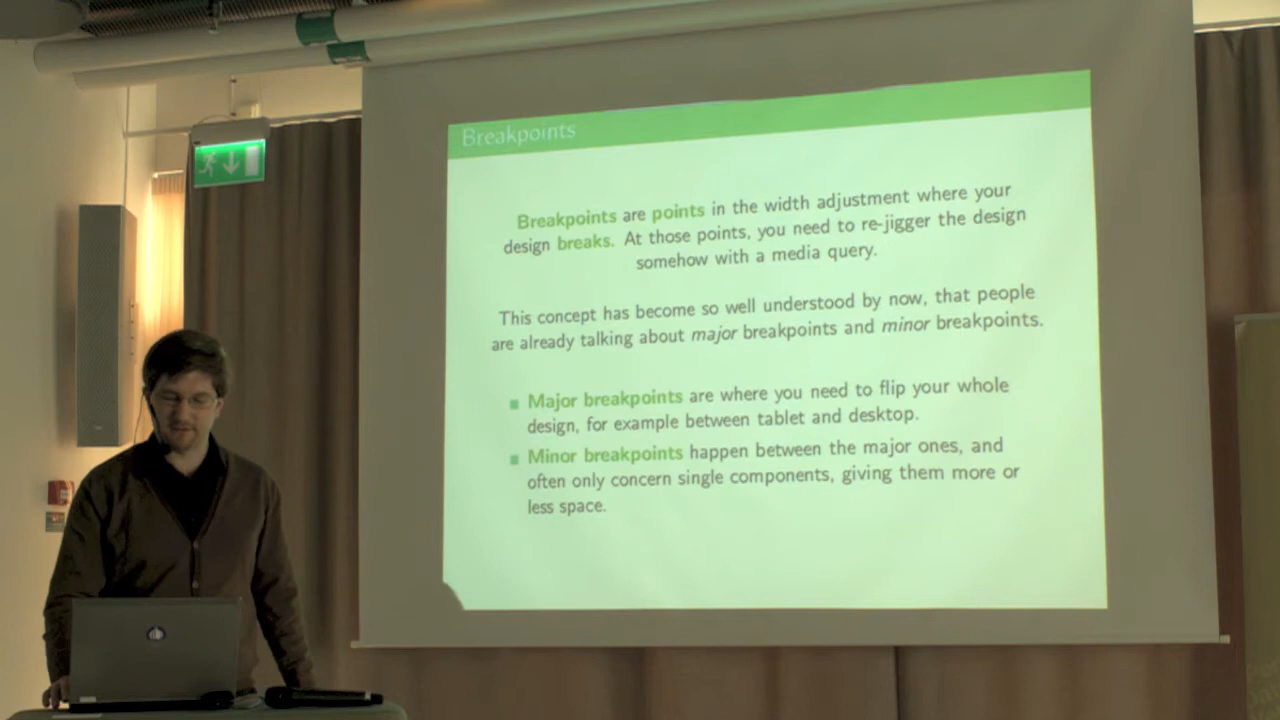 Breakpoints
Breakpoints are points in the width adjustment where your
design breaks. At those points, you need to re-jigger the design
somehow with a media query.
This concept has become so well understood by now, that people
are already talking about major breakpoints and minor breakpoints.
Major breakpoints are where you need to flip your whole
design, for example between tablet and desktop.
Minor breakpoints happen between the major ones, and
often only concern single components, giving them more or
less space.